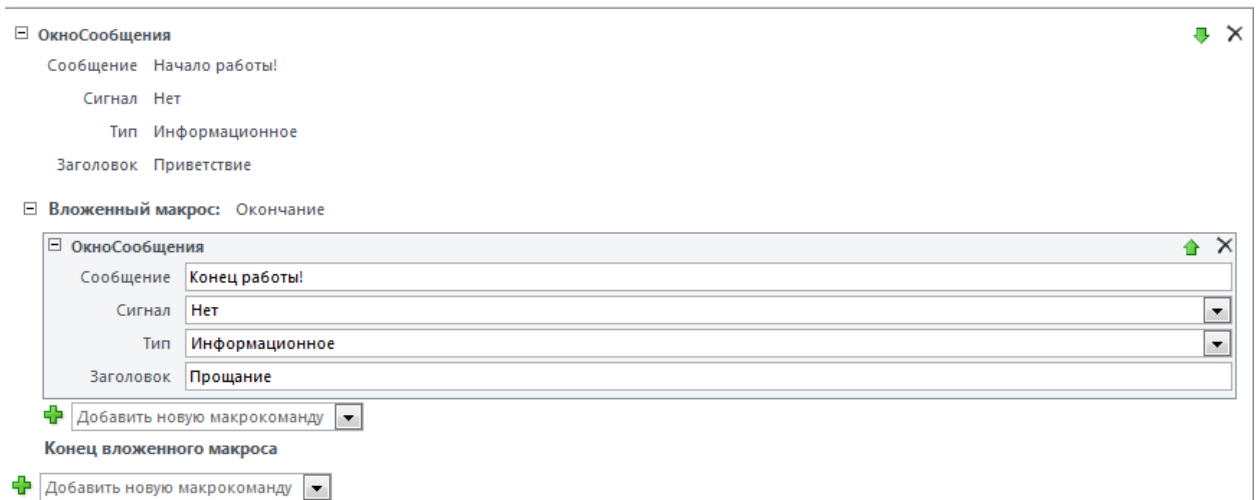 ОкноСообщения
Сообщение Начало работы!
Сигнал Нет
Тип Информационное
Заголовок Приветствие
Вложенный макрос: Окончание
ОкноСообщения
Сообщение Конец работы!
Сигнал Нет
Тип Информационное
Заголовок Прощание
Добавить новую макрокоманду
Конец вложенного макроса
Добавить новую макрокоманду